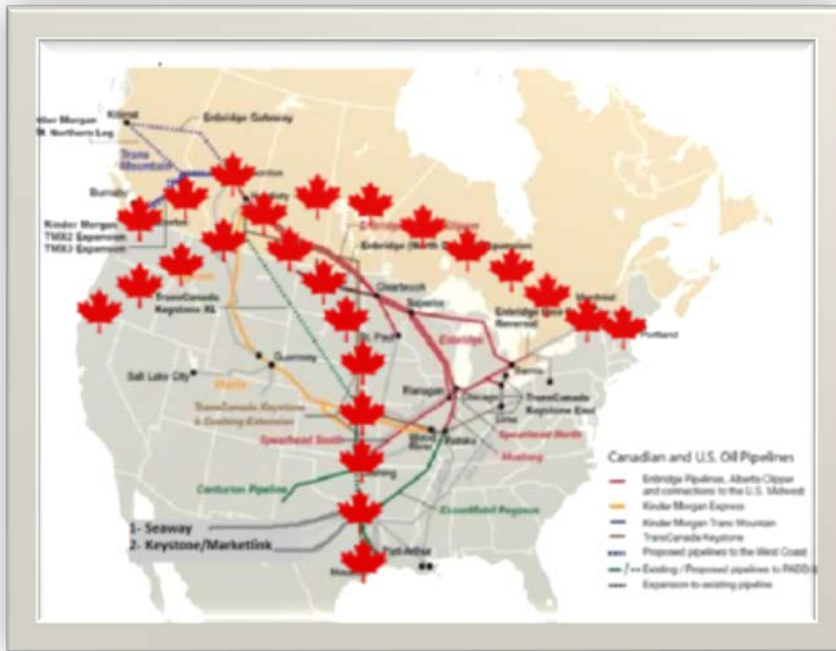 Kitimat
Enbridge Gateway
Northern Leg
Trans
Mountain
Burnaby
Kinder Morgan
TMX2 Expansion
TMX3 Expansion
Enbridge
TransCanada
Keystone XL
Clearbrook
Superior
St. Paul
Montreal
Portland
Enbridge Line
Reversal
Enbridge
Sarnia
Salt Lake City
Guernsey
Platte
Flanagan
Chicago
TransCanada
Keystone East
Lima
TransCanada Keystone
& Cushing Extension
Wood
River
Patoka
Spearhead South
Spearhead North
Mustang
Centurion Pipeline
ExxonMobil Pegasus
1- Seaway
2- Keystone/Marketlink
Port Arthur
Canadian and U.S. Oil Pipelines
Enbridge Pipelines, Alberta Clipper
and connections to the U.S. Midwest
Kinder Morgan Express
Kinder Morgan Trans Mountain
TransCanada Keystone
Proposed pipelines to the West Coast
Existing / Proposed pipelines to PADD
Expansion to existing pipeline